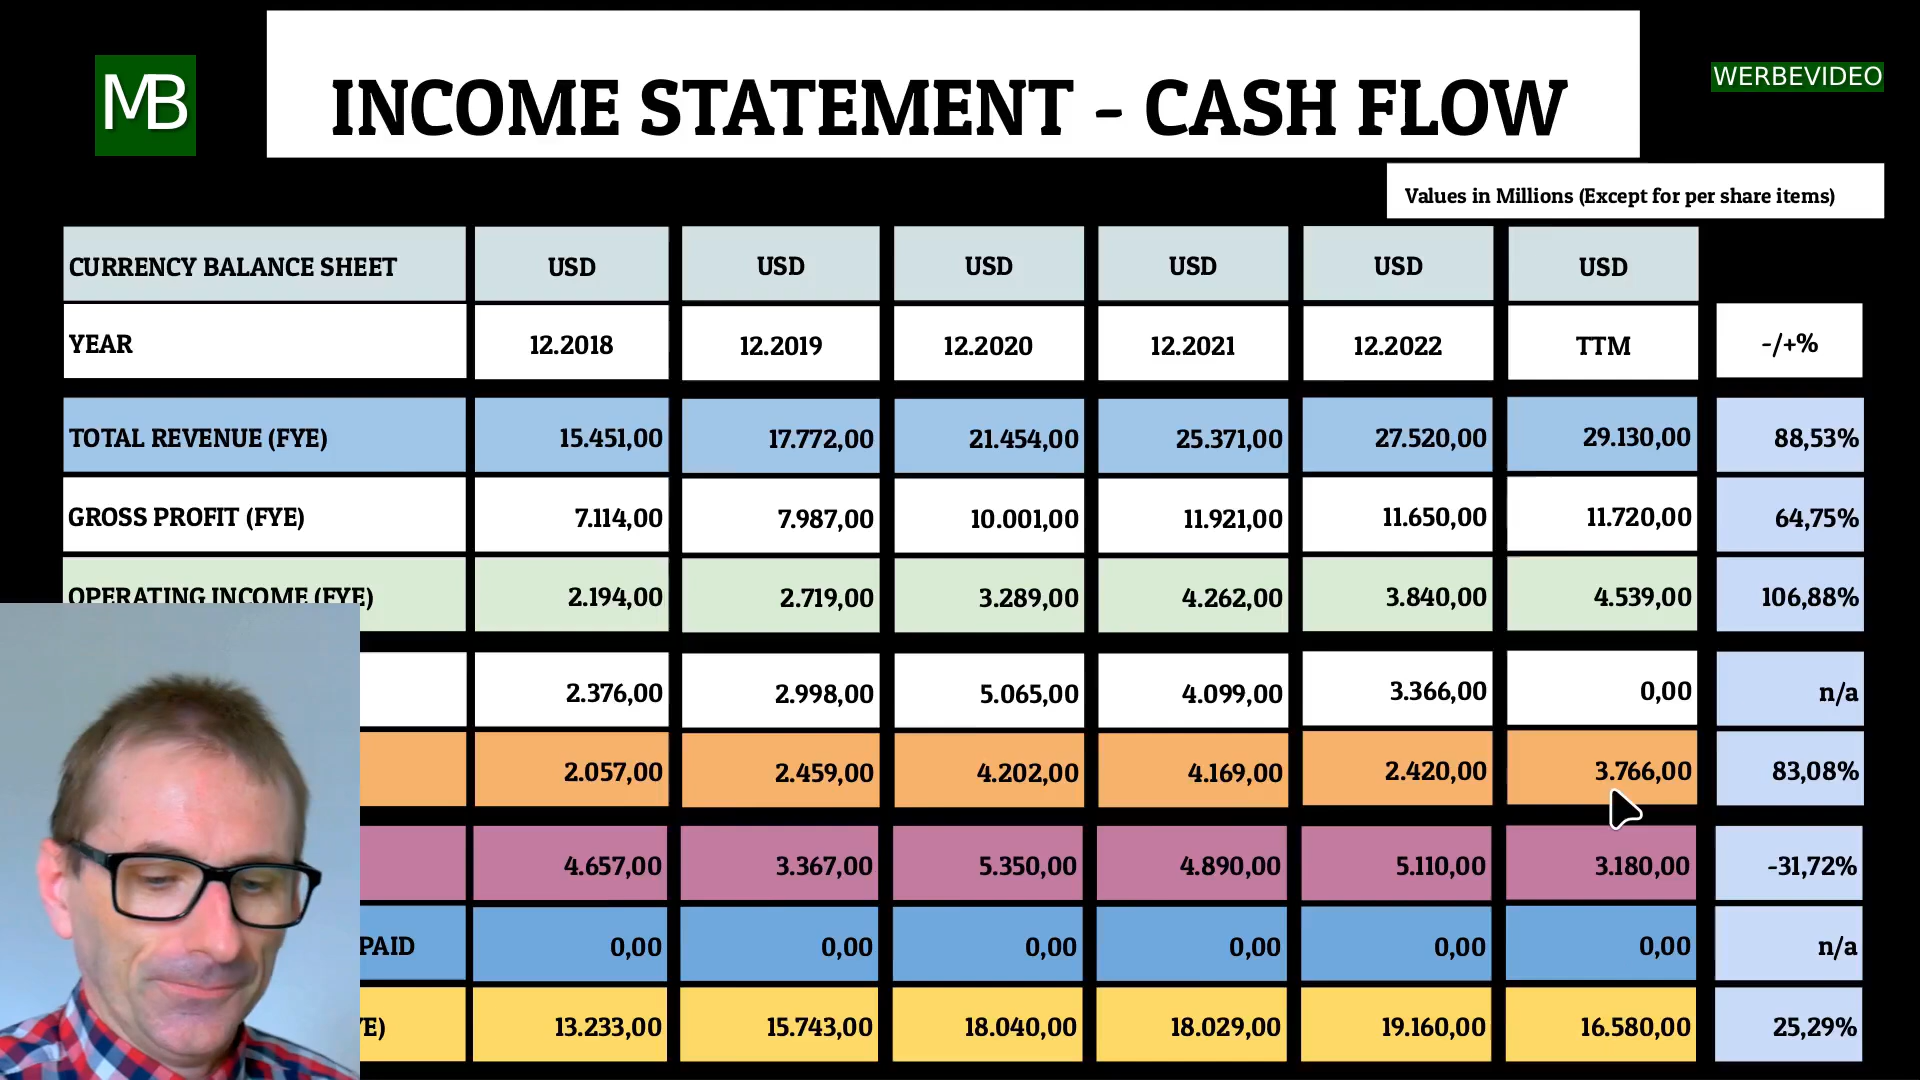 MB
INCOME STATEMENT - CASH FLOW
WERBEVIDEO
Values in Millions (Except for per share items)
CURRENCY BALANCE SHEET USD USD USD USD USD USD
YEAR 12.2018 12.2019 12.2020 12.2021 12.2022 TTM -/+%
TOTAL REVENUE (FYE) 15.451,00 17.772,00 21.454,00 25.371,00 27.520,00 29.130,00 88,53%
GROSS PROFIT (FYE) 7.114,00 7.987,00 10.001,00 11.921,00 11.650,00 11.720,00 64,75%
OPERATING INCOME (FYE) 2.194,00 2.719,00 3.289,00 4.262,00 3.840,00 4.539,00 106,88%
2.376,00 2.998,00 5.065,00 4.099,00 3.366,00 0,00 n/a
2.057,00 2.459,00 4.202,00 4.169,00 2.420,00 3.766,00 83,08%
4.657,00 3.367,00 5.350,00 4.890,00 5.110,00 3.180,00 -31,72%
PAID 0,00 0,00 0,00 0,00 0,00 0,00 n/a
13.233,00 15.743,00 18.040,00 18.029,00 19.160,00 16.580,00 25,29%